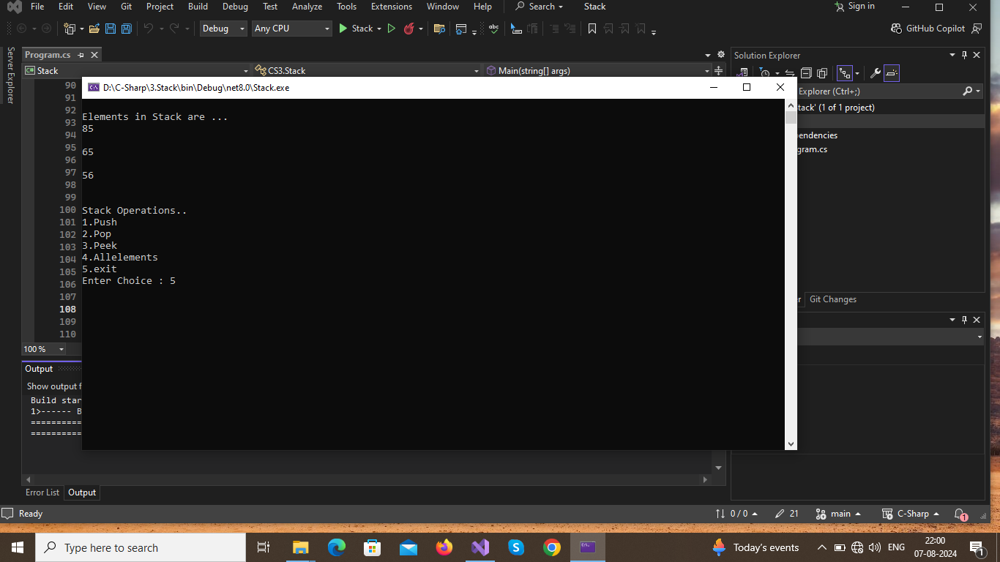 File Edit View Git Project Build Debug Test Analyze Tools Extensions Window Help Search Stack Sign in
Debug Any CPU Stack abc GitHub Copilot
Server Explorer
Program.cs
C# Stack CS3.Stack Main(string[] args)
90
91
92
93
94
95
96
97
98
99
100
101
102
103
104
105
106
107
108
109
110
100 %
D:\C-Sharp\3.Stack\bin\Debug\net8.0\Stack.exe
Elements in Stack are ...
85
65
56
Stack Operations..
1.Push
2.Pop
3.Peek
4.Allelements
5.exit
Enter Choice : 5
Solution Explorer
Explorer (Ctrl+;)
(1 of 1 project)
Git Changes
Output
Show output
Build
1>------
===========
===========
Error List Output
Ready 0 / 0 21 main C-Sharp 1
Type here to search
Today's events ENG 22:00
07-08-2024 1